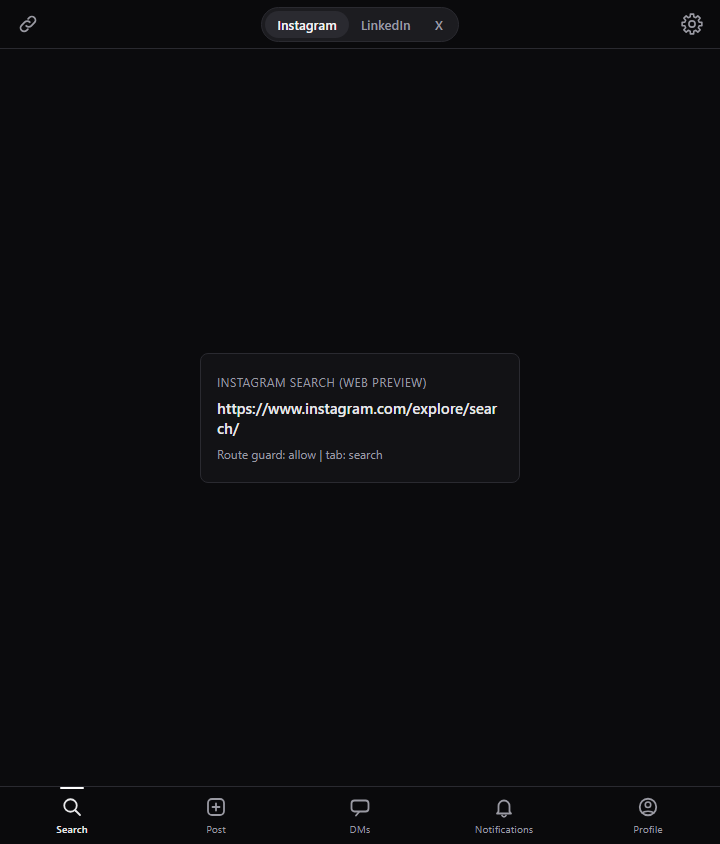 Instagram
LinkedIn
X
INSTAGRAM SEARCH (WEB PREVIEW)
https://www.instagram.com/explore/sear
ch/
Route guard: allow | tab: search
Search
Post
DMs
Notifications
Profile